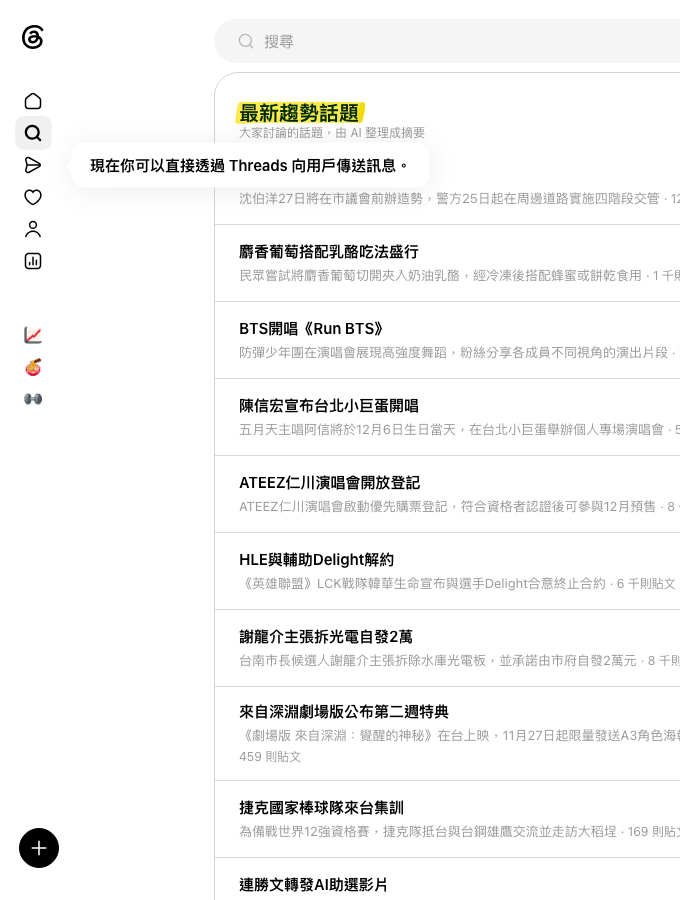 搜尋
最新趨勢話題
大家討論的話題，由 AI 整理成摘要
現在你可以直接透過 Threads 向用戶傳送訊息。
沈伯洋27日將在市議會前辦造勢，警方25日起在周邊道路實施四階段交管 · 12
麝香葡萄搭配乳酪吃法盛行
民眾嘗試將麝香葡萄切開夾入奶油乳酪，經冷凍後搭配蜂蜜或餅乾食用 · 1 千則
BTS開唱《Run BTS》
防彈少年團在演唱會展現高強度舞蹈，粉絲分享各成員不同視角的演出片段 ·
陳信宏宣布台北小巨蛋開唱
五月天主唱阿信將於12月6日生日當天，在台北小巨蛋舉辦個人專場演唱會 · 5
ATEEZ仁川演唱會開放登記
ATEEZ仁川演唱會啟動優先購票登記，符合資格者認證後可參與12月預售 · 8
HLE與輔助Delight解約
《英雄聯盟》LCK戰隊韓華生命宣布與選手Delight合意終止合約 · 6 千則貼文
謝龍介主張拆光電自發2萬
台南市長候選人謝龍介主張拆除水庫光電板，並承諾由市府自發2萬元 · 8 千則
來自深淵劇場版公布第二週特典
《劇場版 來自深淵：覺醒的神秘》在台上映，11月27日起限量發送A3角色海報
459 則貼文
捷克國家棒球隊來台集訓
為備戰世界12強資格賽，捷克隊抵台與台鋼雄鷹交流並走訪大稻埕 · 169 則貼文
連勝文轉發AI助選影片